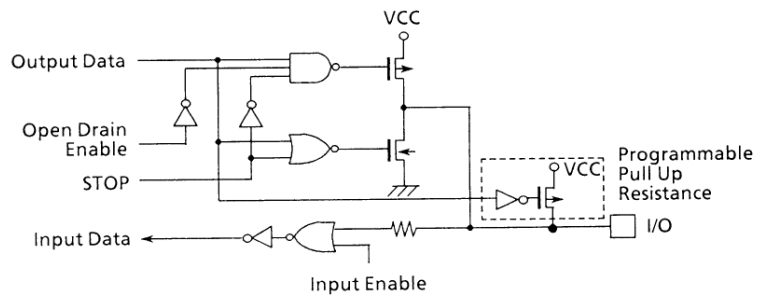 VCC
Output Data
Open Drain
Enable
STOP
VCC
Programmable
Pull Up
Resistance
I/O
Input Data
Input Enable